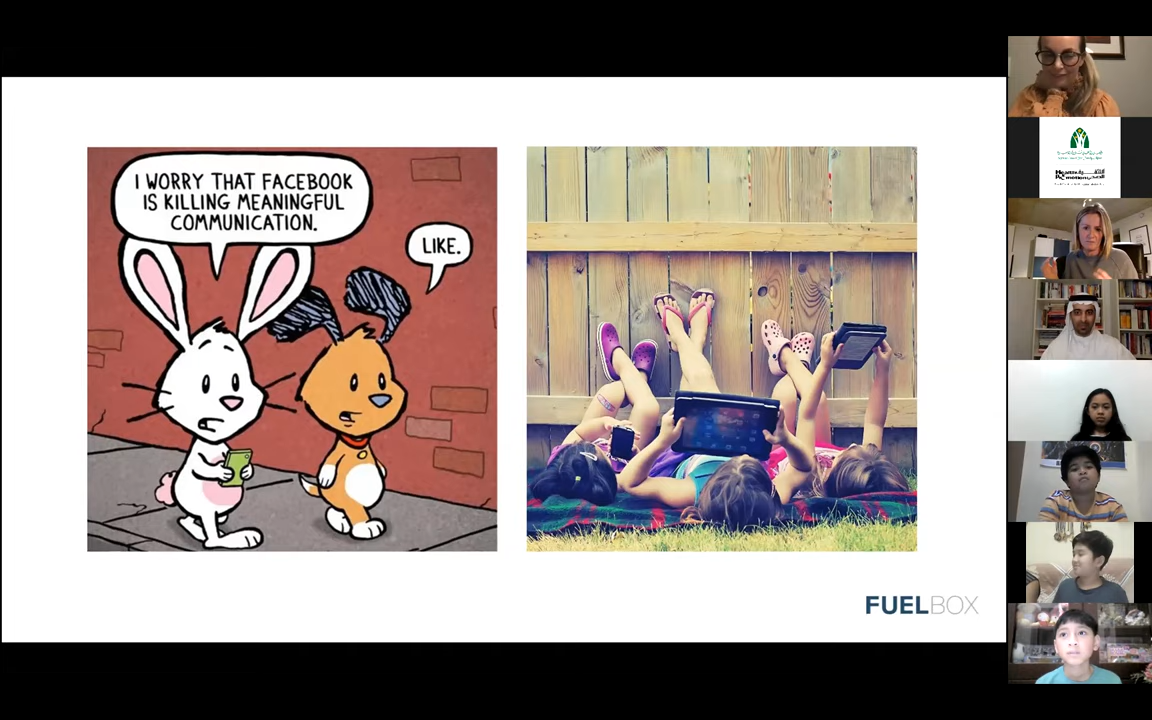 I WORRY THAT FACEBOOK
IS KILLING MEANINGFUL
COMMUNICATION.
LIKE.
FUELBOX